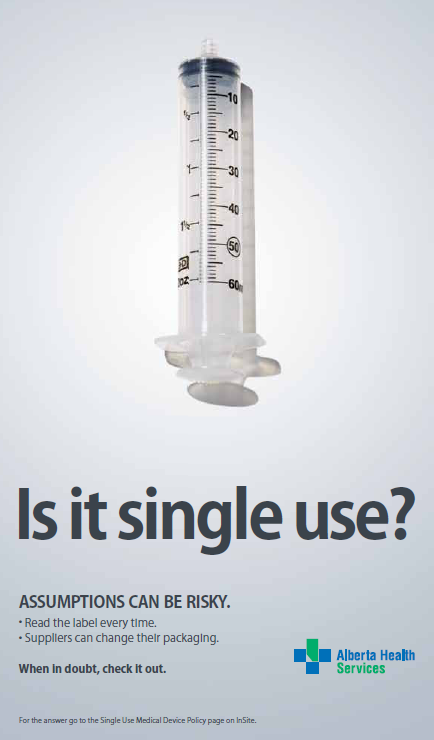 10
½
20
1
30
40
1½
50
BD
2oz
60m
Is it single use?
ASSUMPTIONS CAN BE RISKY.
• Read the label every time.
• Suppliers can change their packaging.
When in doubt, check it out.
Alberta Health
Services
For the answer go to the Single Use Medical Device Policy page on InSite.